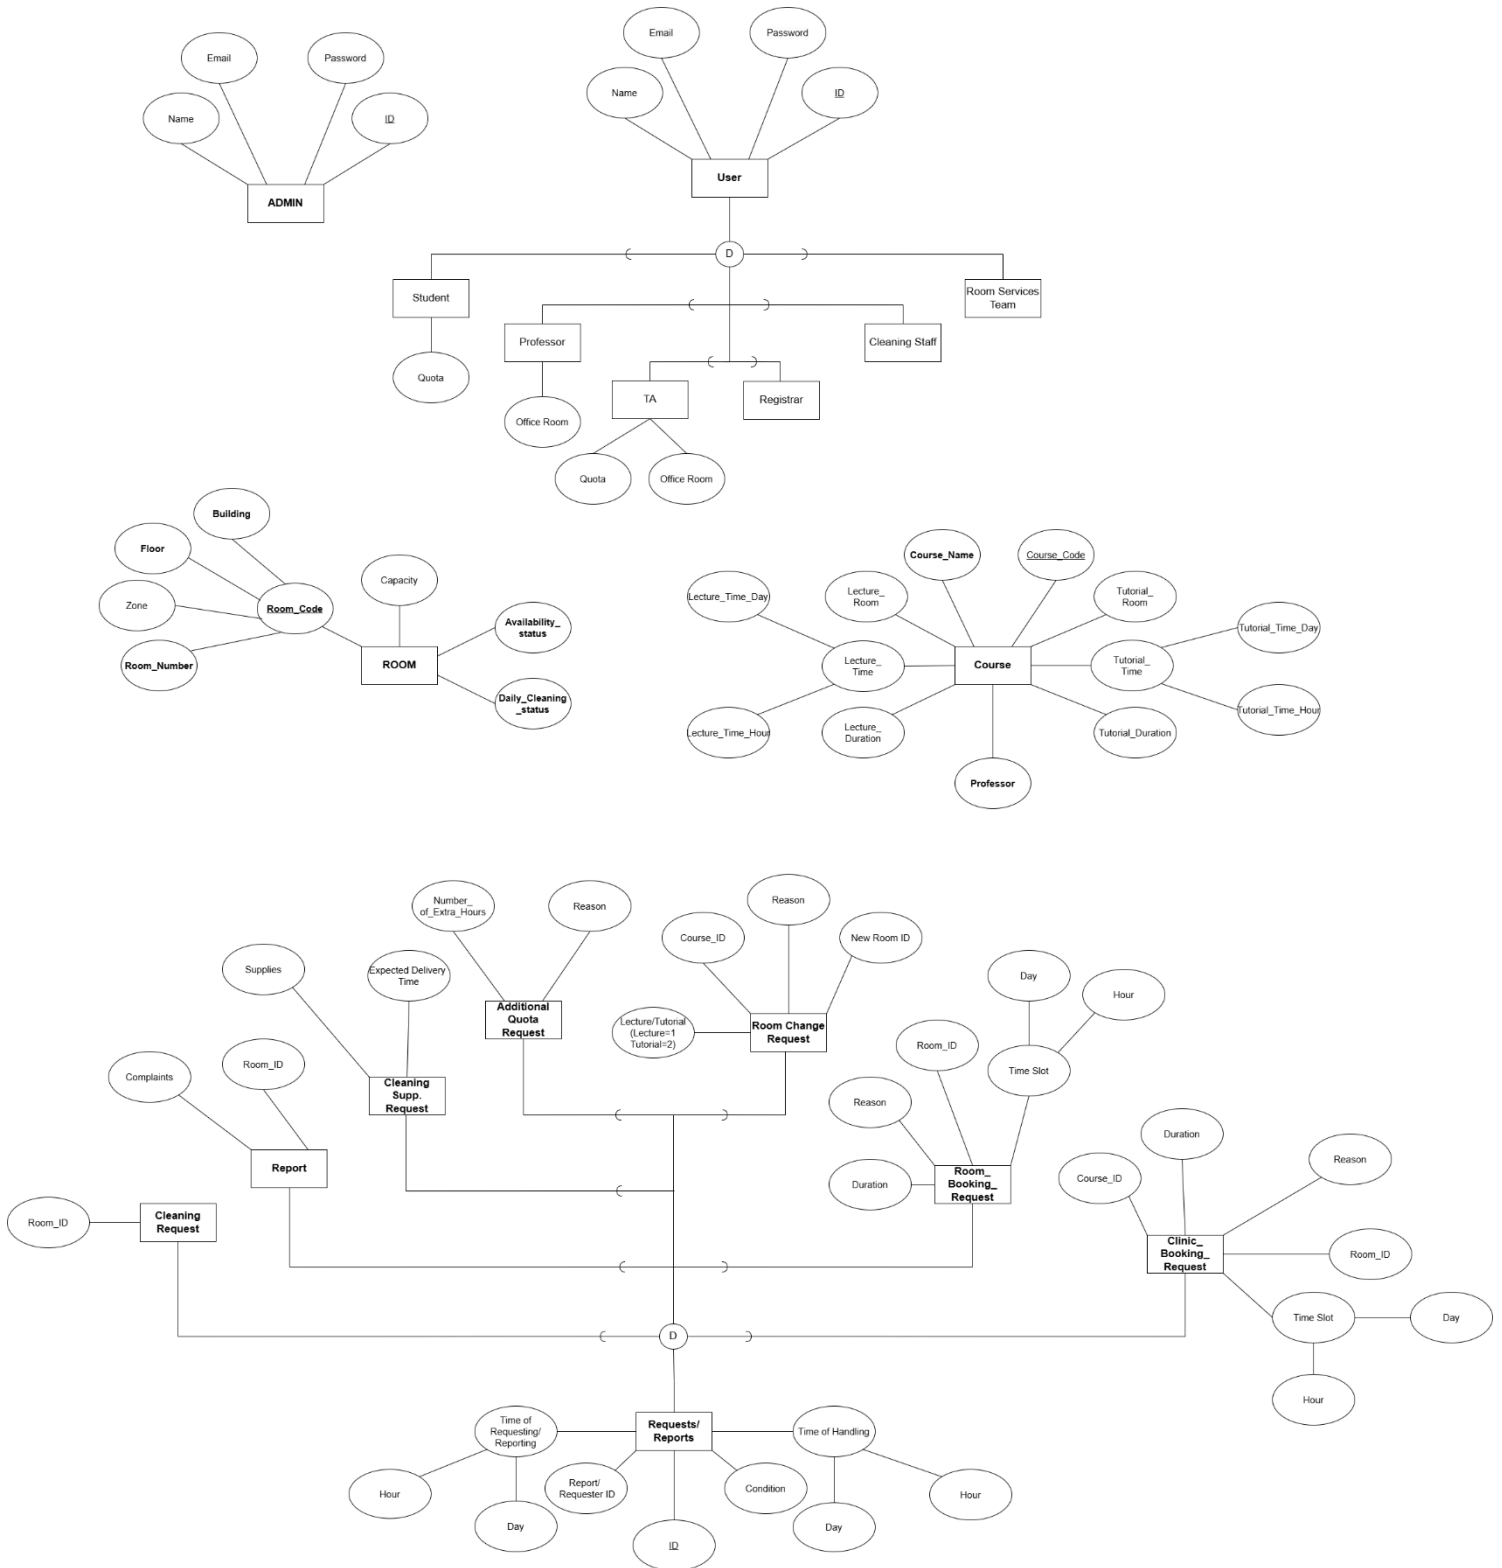 Email
Password
Name
ID
ADMIN
Email
Password
Name
ID
User
D
Student
Quota
Professor
Office Room
TA
Quota
Office Room
Registrar
Cleaning Staff
Room Services
Team
Building
Floor
Zone
Room_Number
Room_Code
Capacity
Availability_
status
Daily_Cleaning
_status
ROOM
Course_Name
Course_Code
Lecture_
Room
Tutorial_
Room
Lecture_Time_Day
Lecture_
Time
Lecture_Time_Hour
Lecture_
Duration
Course
Tutorial_
Time
Tutorial_Time_Day
Tutorial_Time_Hour
Tutorial_Duration
Professor
Number_
of_Extra_Hours
Reason
Additional
Quota
Request
Course_ID
Reason
New Room ID
Lecture/Tutorial
(Lecture=1
Tutorial=2)
Room Change
Request
Supplies
Expected Delivery
Time
Cleaning
Supp.
Request
Complaints
Room_ID
Report
Room_ID
Cleaning
Request
Day
Hour
Time Slot
Room_ID
Reason
Duration
Room_
Booking_
Request
Course_ID
Duration
Reason
Room_ID
Clinic_
Booking_
Request
Time Slot
Day
Hour
D
Requests/
Reports
Time of
Requesting/
Reporting
Hour
Day
Report/
Requester ID
ID
Condition
Time of Handling
Day
Hour